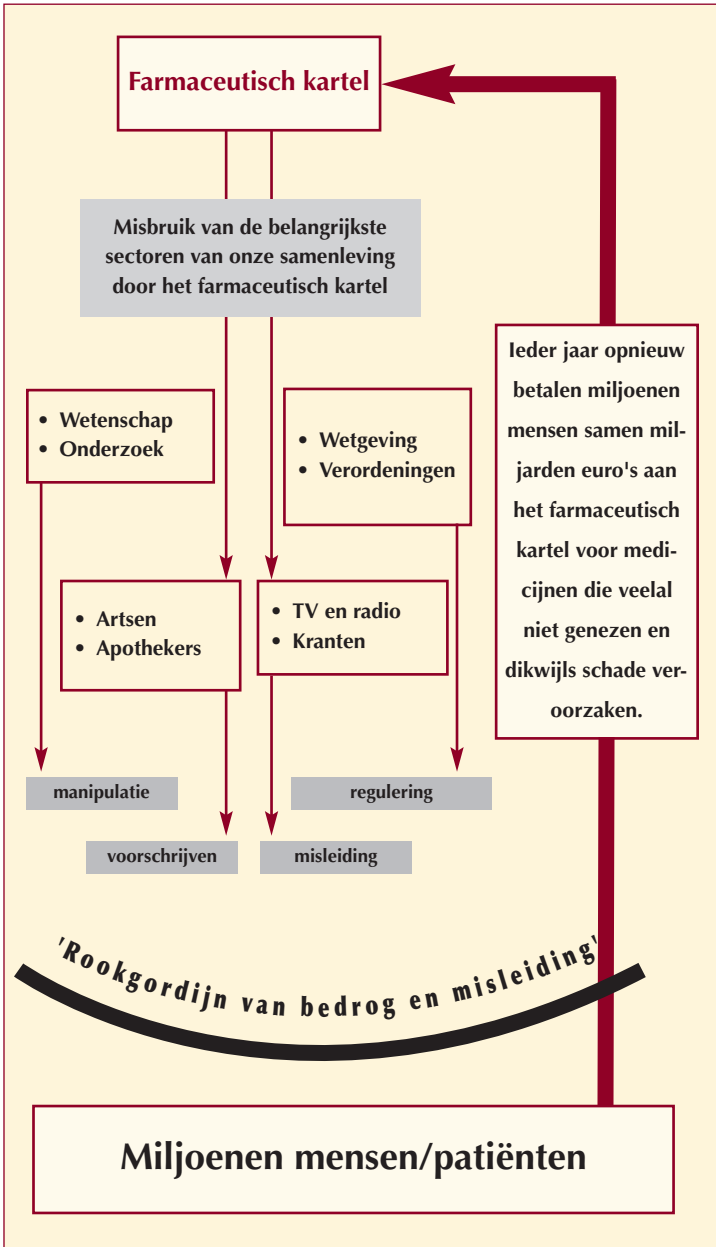 Farmaceutisch kartel
Misbruik van de belangrijkste
sectoren van onze samenleving
door het farmaceutisch kartel
Ieder jaar opnieuw
betalen miljoenen
mensen samen mil-
jarden euro's aan
het farmaceutisch
kartel voor medi-
cijnen die veelal
niet genezen en
dikwijls schade ver-
oorzaken.
• Wetenschap
• Onderzoek
• Wetgeving
• Verordeningen
• Artsen
• Apothekers
• TV en radio
• Kranten
manipulatie
regulering
voorschrijven
misleiding
'Rookgordijn van bedrog en misleiding'
Miljoenen mensen/patiënten